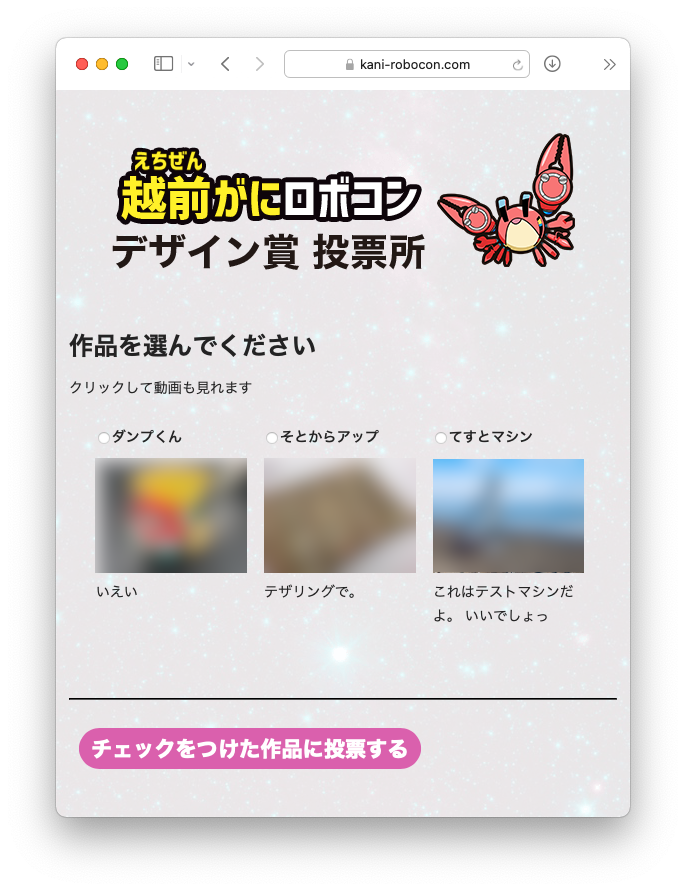 kani-robocon.com
えちぜん
越前がにロボコン
デザイン賞 投票所
作品を選んでください
クリックして動画も見れます
ダンプくん
そとからアップ
てすとマシン
いえい
テザリングで。
これはテストマシンだ
よ。 いいでしょっ
チェックをつけた作品に投票する